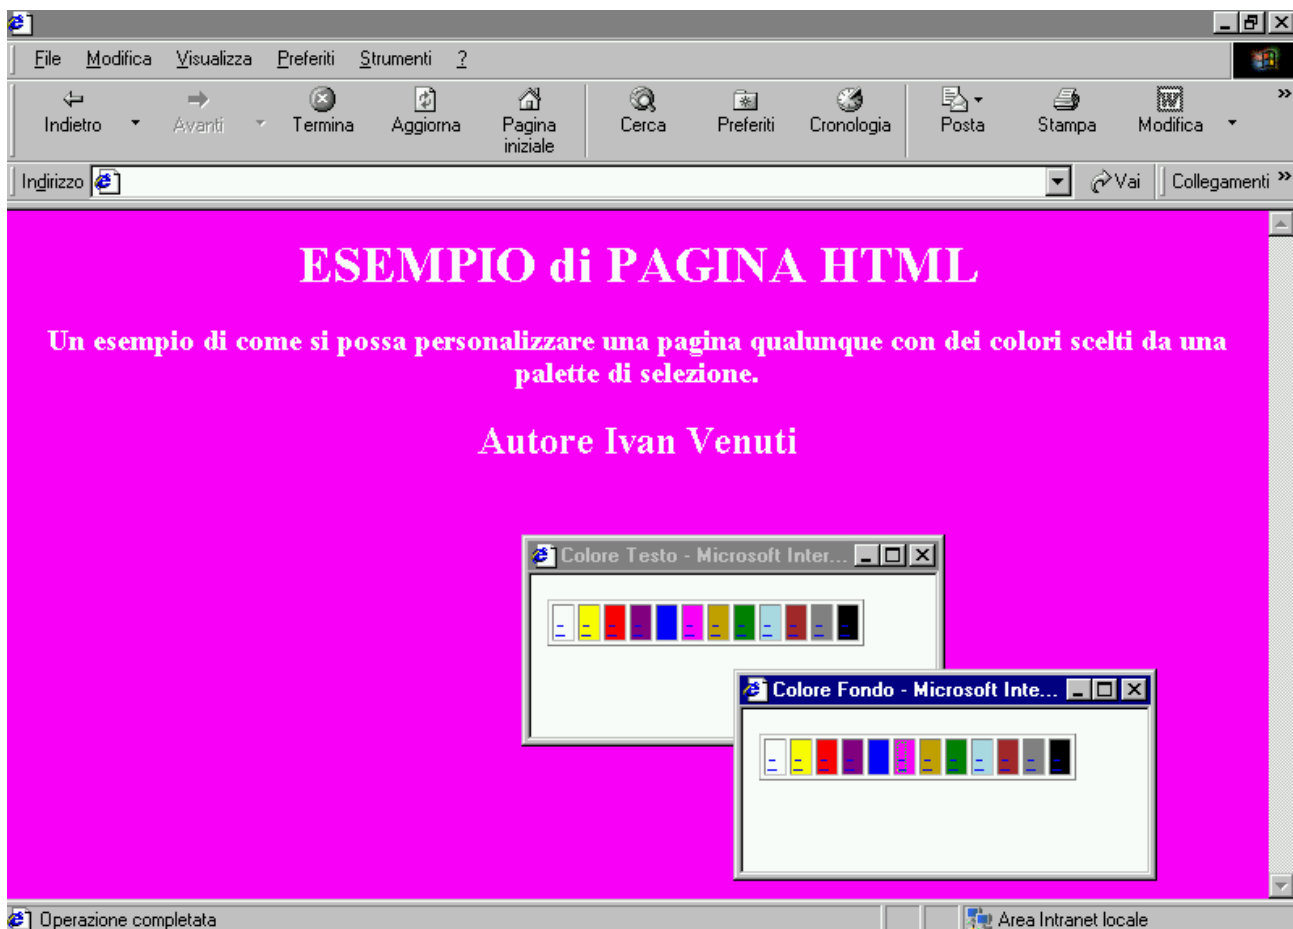 File Modifica Visualizza Preferiti Strumenti ?
Indietro Avanti Termina Aggiorna Pagina iniziale Cerca Preferiti Cronologia Posta Stampa Modifica »
Indirizzo Vai Collegamenti »
ESEMPIO di PAGINA HTML
Un esempio di come si possa personalizzare una pagina qualunque con dei colori scelti da una
palette di selezione.
Autore Ivan Venuti
Colore Testo - Microsoft Inter...
Colore Fondo - Microsoft Inte...
Operazione completata Area Intranet locale